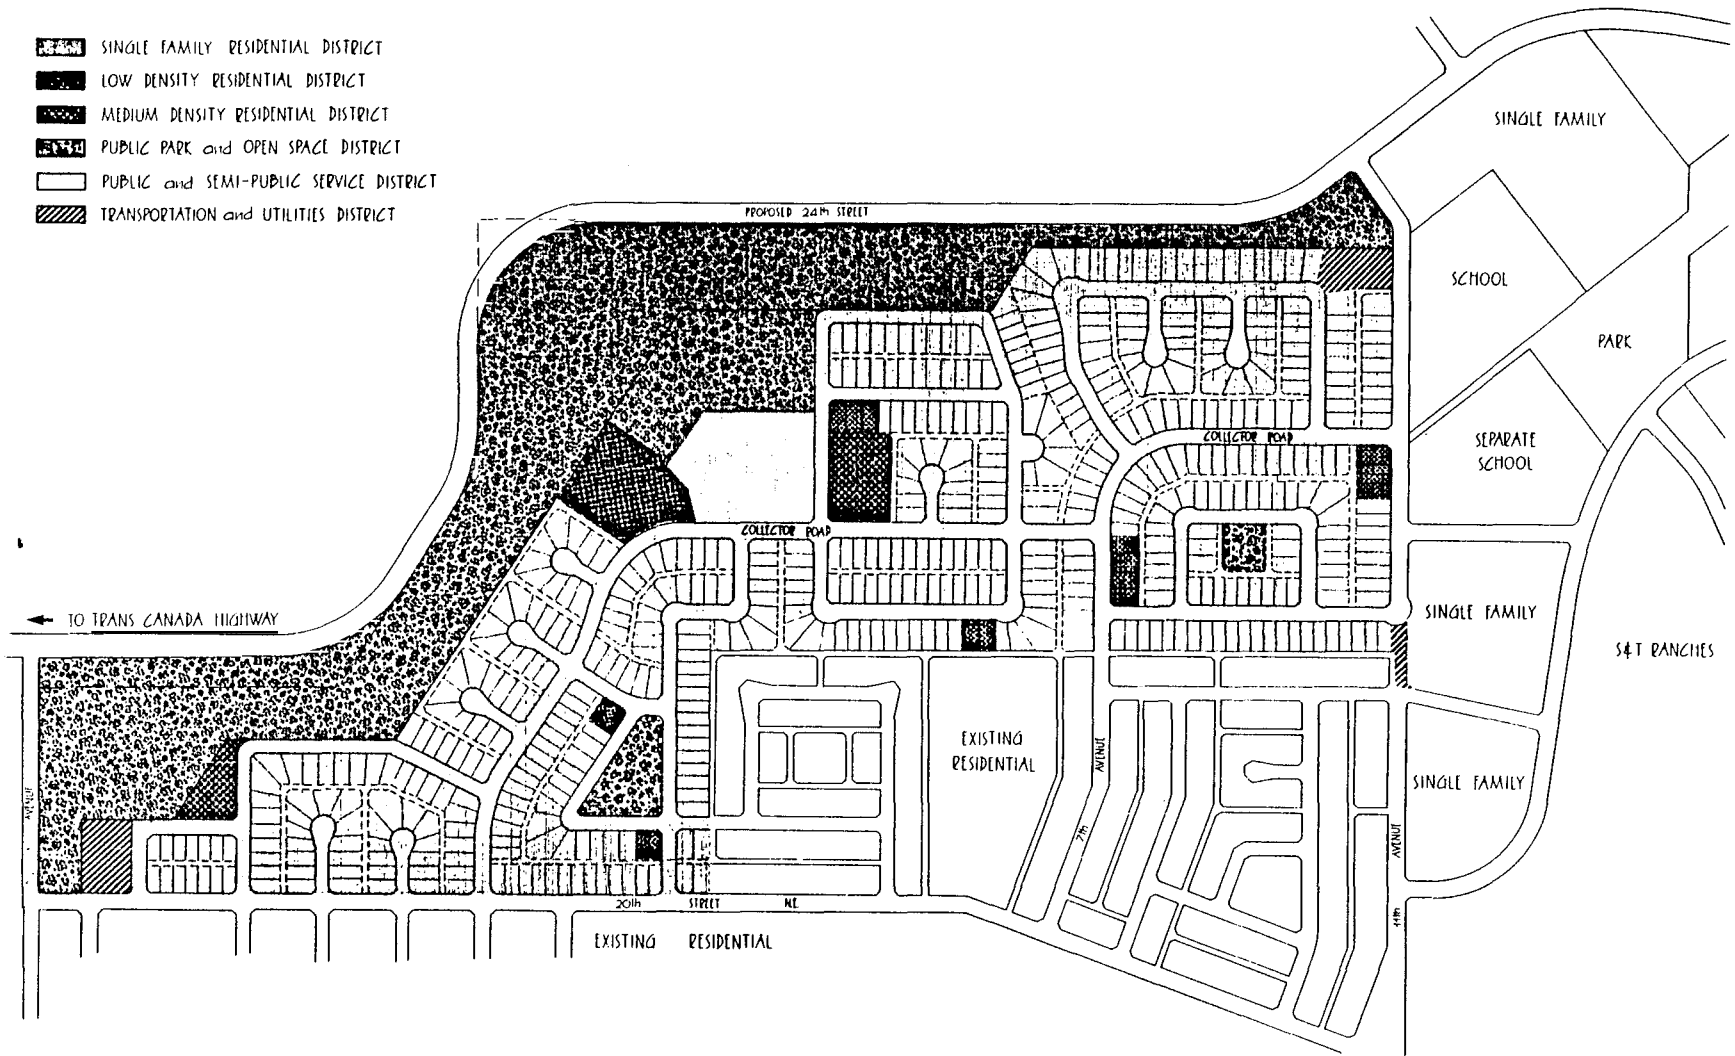 SINGLE FAMILY RESIDENTIAL DISTRICT
LOW DENSITY RESIDENTIAL DISTRICT
MEDIUM DENSITY RESIDENTIAL DISTRICT
PUBLIC PARK and OPEN SPACE DISTRICT
PUBLIC and SEMI-PUBLIC SERVICE DISTRICT
TRANSPORTATION and UTILITIES DISTRICT
SINGLE FAMILY
PROPOSED 24th STREET
SCHOOL
PARK
COLLECTOR ROAD
SEPARATE
SCHOOL
COLLECTOR ROAD
TO TRANS CANADA HIGHWAY
SINGLE FAMILY
S&T RANCHES
EXISTING
RESIDENTIAL
AVENUE
SINGLE FAMILY
AVENUE
7th
AVENUE
20th STREET N.E.
11th
EXISTING RESIDENTIAL